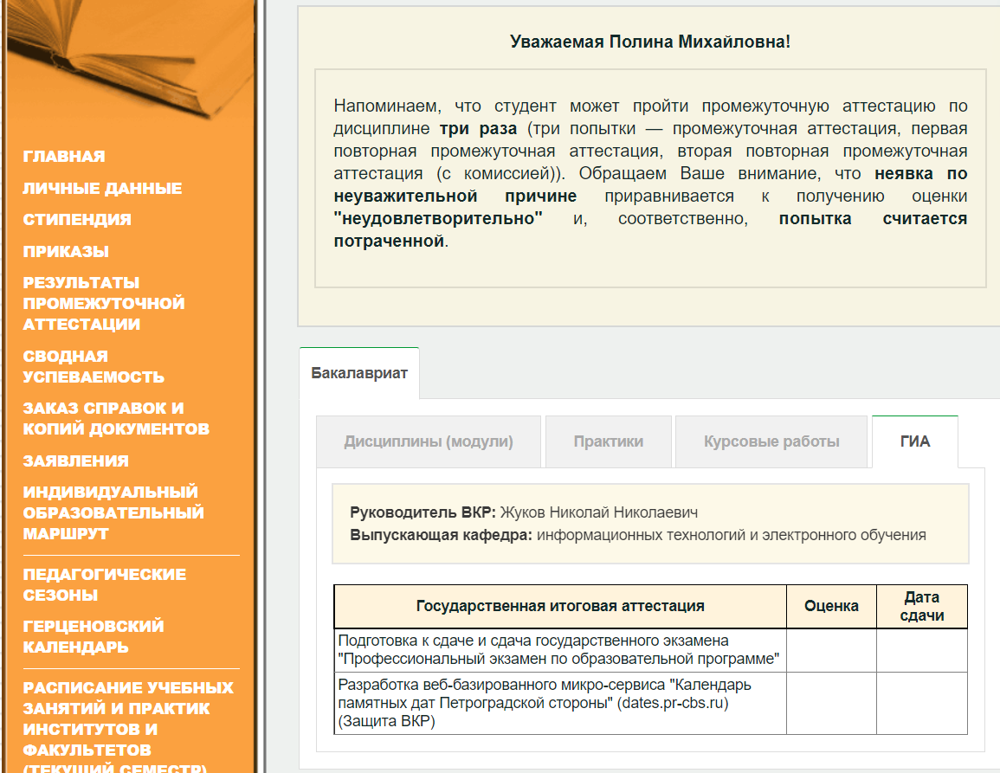 ГЛАВНАЯ
ЛИЧНЫЕ ДАННЫЕ
СТИПЕНДИЯ
ПРИКАЗЫ
РЕЗУЛЬТАТЫ
ПРОМЕЖУТОЧНОЙ
АТТЕСТАЦИИ
СВОДНАЯ
УСПЕВАЕМОСТЬ
ЗАКАЗ СПРАВОК И
КОПИЙ ДОКУМЕНТОВ
ЗАЯВЛЕНИЯ
ИНДИВИДУАЛЬНЫЙ
ОБРАЗОВАТЕЛЬНЫЙ
МАРШРУТ
ПЕДАГОГИЧЕСКИЕ
СЕЗОНЫ
ГЕРЦЕНОВСКИЙ
КАЛЕНДАРЬ
РАСПИСАНИЕ УЧЕБНЫХ
ЗАНЯТИЙ И ПРАКТИК
ИНСТИТУТОВ И
ФАКУЛЬТЕТОВ
(ТЕКУЩИЙ СЕМЕСТР)
Уважаемая Полина Михайловна!
Напоминаем, что студент может пройти промежуточную аттестацию по
дисциплине три раза (три попытки — промежуточная аттестация, первая
повторная промежуточная аттестация, вторая повторная промежуточная
аттестация (с комиссией)). Обращаем Ваше внимание, что неявка по
неуважительной причине приравнивается к получению оценки
"неудовлетворительно" и, соответственно, попытка считается
потраченной.
Бакалавриат
Дисциплины (модули) Практики Курсовые работы ГИА
Руководитель ВКР: Жуков Николай Николаевич
Выпускающая кафедра: информационных технологий и электронного обучения
Государственная итоговая аттестация Оценка Дата
сдачи
Подготовка к сдаче и сдача государственного экзамена
"Профессиональный экзамен по образовательной программе"
Разработка веб-базированного микро-сервиса "Календарь
памятных дат Петроградской стороны" (dates.pr-cbs.ru)
(Защита ВКР)